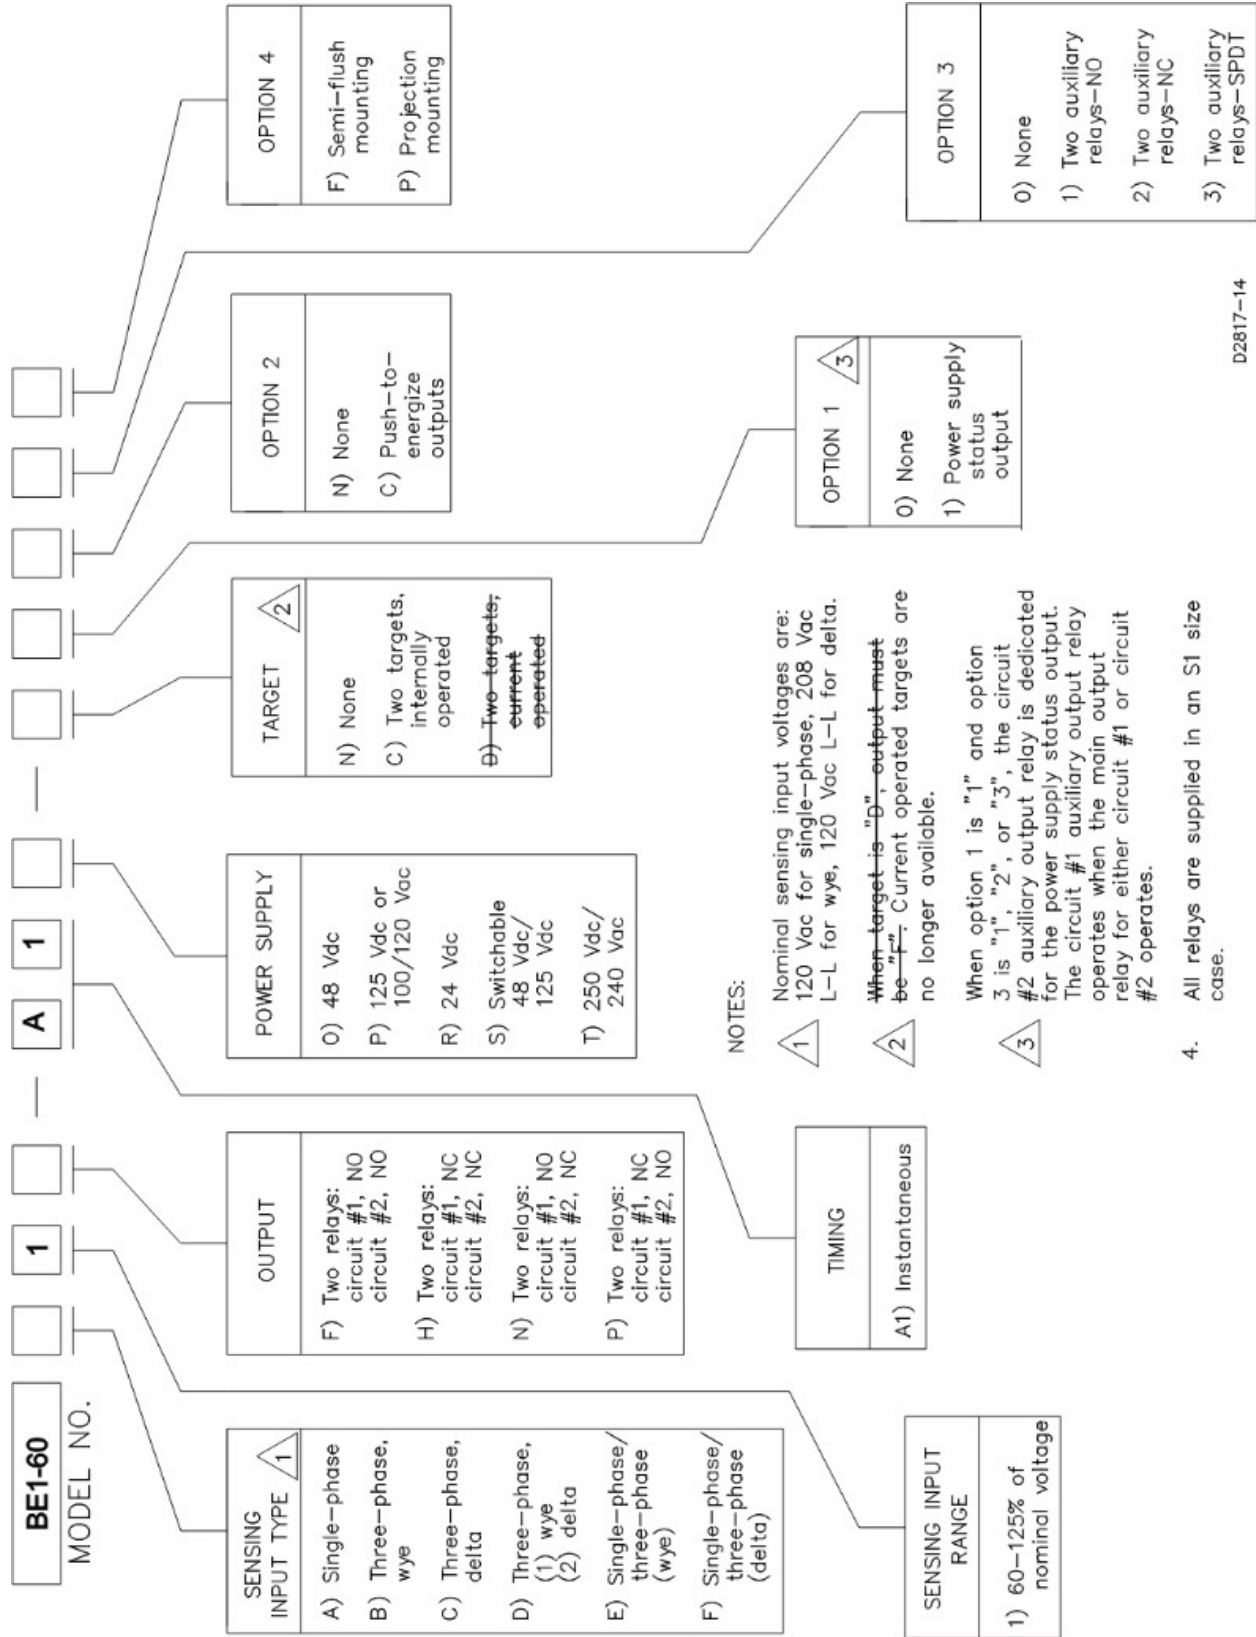 BE1-60
1
—
A
1
—
MODEL NO.
SENSING
INPUT TYPE
1
A) Single-phase
B) Three-phase,
wye
C) Three-phase,
delta
D) Three-phase,
(1) wye
(2) delta
E) Single-phase/
three-phase
(wye)
F) Single-phase/
three-phase
(delta)
OUTPUT
F) Two relays:
circuit #1, NO
circuit #2, NO
H) Two relays:
circuit #1, NC
circuit #2, NC
N) Two relays:
circuit #1, NO
circuit #2, NC
P) Two relays:
circuit #1, NC
circuit #2, NO
POWER SUPPLY
O) 48 Vdc
P) 125 Vdc or
100/120 Vac
R) 24 Vdc
S) Switchable
48 Vdc/
125 Vdc
T) 250 Vdc/
240 Vac
TARGET
2
N) None
C) Two targets,
internally
operated
D) Two targets,
current
operated
OPTION 2
N) None
C) Push-to-
energize
outputs
OPTION 4
F) Semi-flush
mounting
P) Projection
mounting
SENSING INPUT
RANGE
1) 60-125% of
nominal voltage
TIMING
A1) Instantaneous
NOTES:
1
Nominal sensing input voltages are:
120 Vac for single-phase, 208 Vac
L-L for wye, 120 Vac L-L for delta.
2
When target is "D", output must
be "F". Current operated targets are
no longer available.
3
When option 1 is "1" and option
3 is "1", "2", or "3", the circuit
#2 auxiliary output relay is dedicated
for the power supply status output.
The circuit #1 auxiliary output relay
operates when the main output
relay for either circuit #1 or circuit
#2 operates.
4. All relays are supplied in an S1 size
case.
OPTION 1
3
0) None
1) Power supply
status
output
OPTION 3
0) None
1) Two auxiliary
relays-NO
2) Two auxiliary
relays-NC
3) Two auxiliary
relays-SPDT
D2817-14